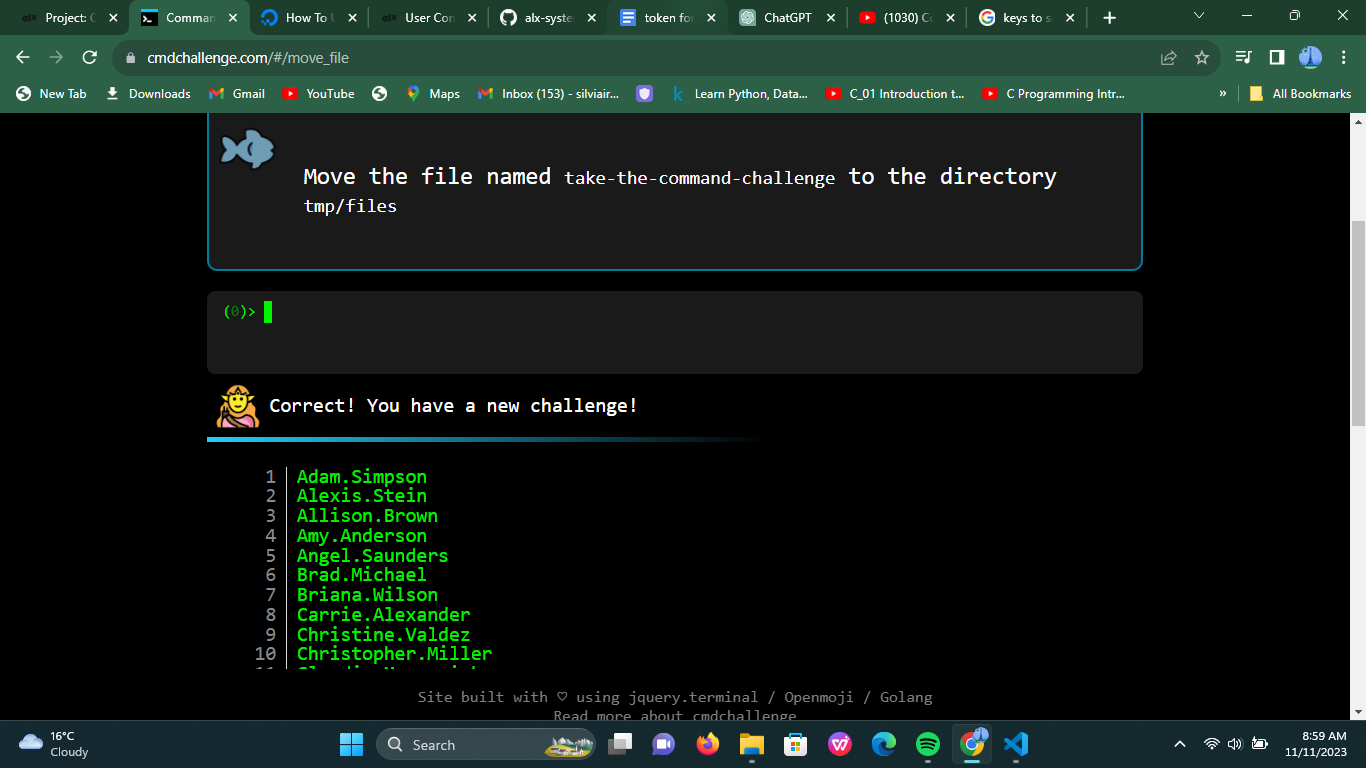 Project: C
Comman
How To U
User Con
alx-syste
token for
ChatGPT
(1030) Co
keys to s
cmdchallenge.com/#/move_file
New Tab
Downloads
Gmail
YouTube
Maps
Inbox (153) - silviair...
Learn Python, Data...
C_01 Introduction t...
C Programming Intr...
»
All Bookmarks
Move the file named take-the-command-challenge to the directory
tmp/files
(0)>
Correct! You have a new challenge!
1 Adam.Simpson
2 Alexis.Stein
3 Allison.Brown
4 Amy.Anderson
5 Angel.Saunders
6 Brad.Michael
7 Briana.Wilson
8 Carrie.Alexander
9 Christine.Valdez
10 Christopher.Miller
Site built with ♡ using jquery.terminal / Openmoji / Golang
Read more about cmdchallenge
16°C
Cloudy
Search
8:59 AM
11/11/2023